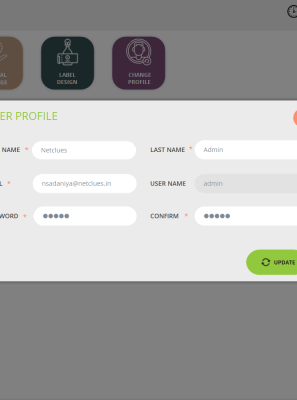 AL LABEL CHANGE
DESIGN PROFILE
ER PROFILE
NAME * Netclues LAST NAME * Admin
L * nsadaniya@netclues.in USER NAME admin
WORD * ●●●●● CONFIRM * ●●●●●
UPDATE